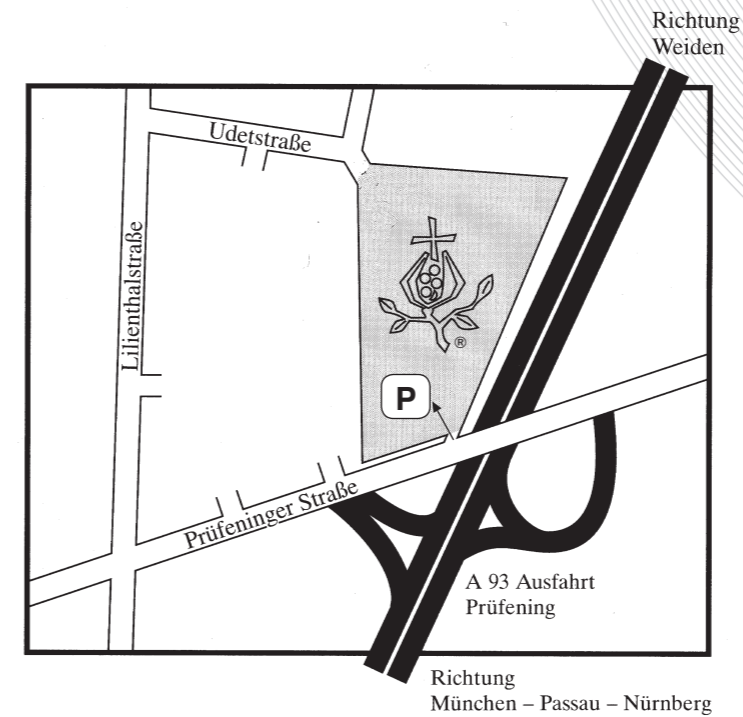 Richtung
Weiden
Udetstraße
Lilienthalstraße
®
P
Prüfeninger Straße
A 93 Ausfahrt
Prüfening
Richtung
München – Passau – Nürnberg